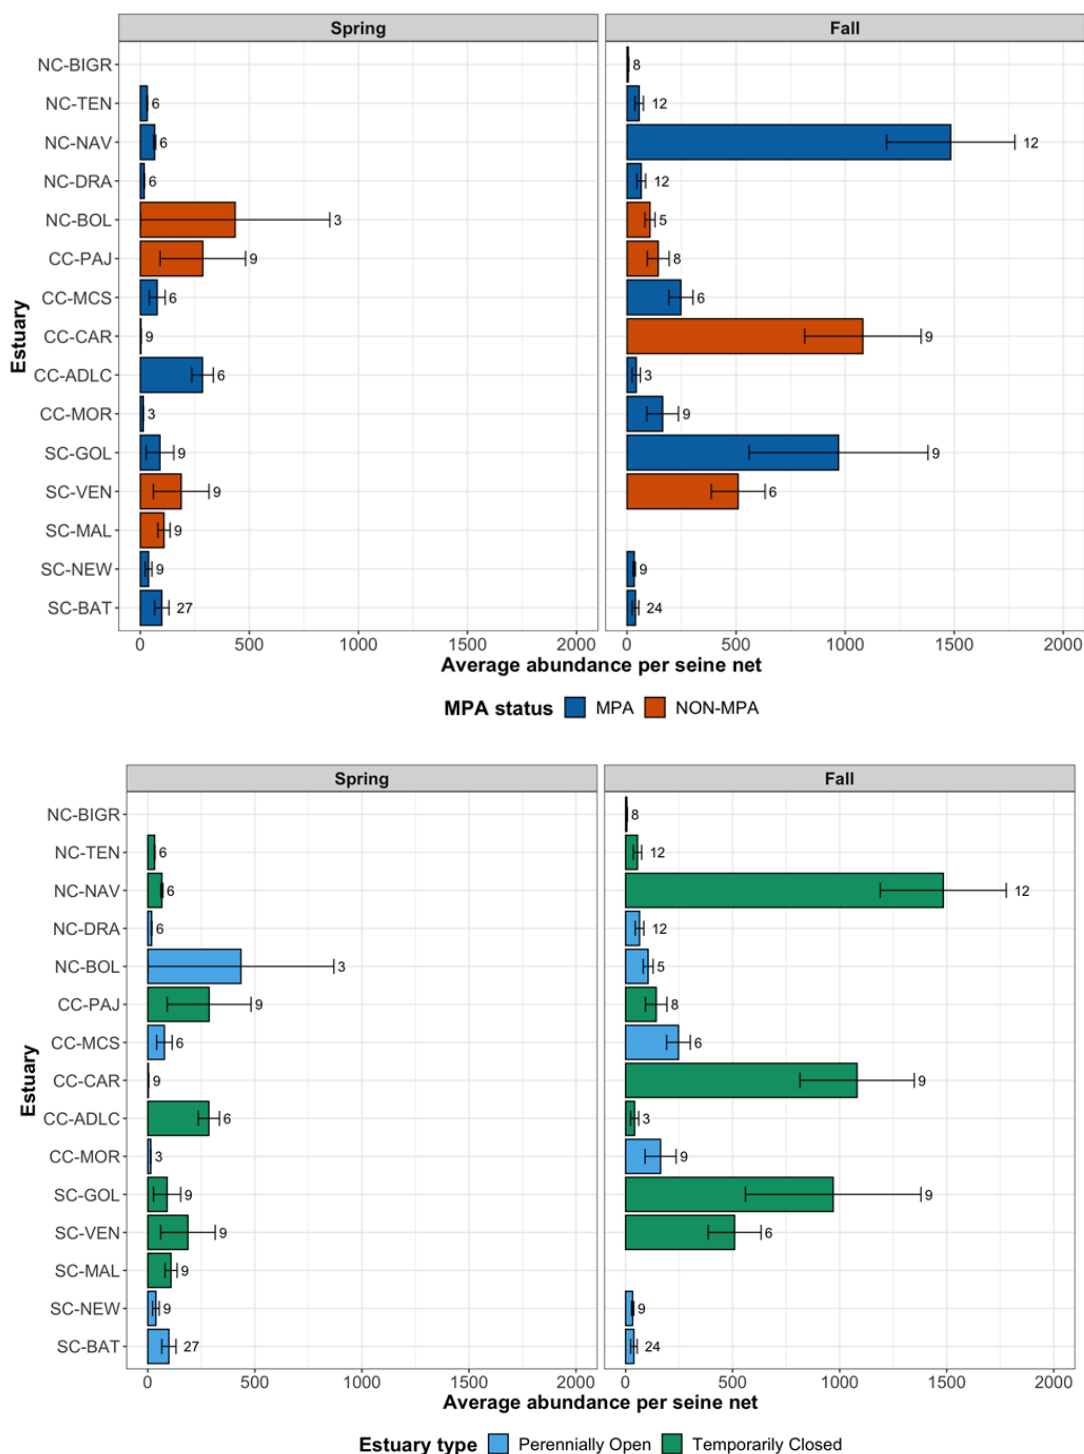 Spring Fall
NC-BIGR 8
NC-TEN 6 12
NC-NAV 6 12
NC-DRA 6 12
NC-BOL 3 5
CC-PAJ 9 8
CC-MCS 6 6
CC-CAR 9 9
CC-ADLC 6 3
CC-MOR 3 9
SC-GOL 9 9
SC-VEN 9 6
SC-MAL 9
SC-NEW 9 9
SC-BAT 27 24
Estuary
0 500 1000 1500 2000 0 500 1000 1500 2000
Average abundance per seine net
MPA status MPA NON-MPA
Spring Fall
NC-BIGR 8
NC-TEN 6 12
NC-NAV 6 12
NC-DRA 6 12
NC-BOL 3 5
CC-PAJ 9 8
CC-MCS 6 6
CC-CAR 9 9
CC-ADLC 6 3
CC-MOR 3 9
SC-GOL 9 9
SC-VEN 9 6
SC-MAL 9
SC-NEW 9 9
SC-BAT 27 24
Estuary
0 500 1000 1500 2000 0 500 1000 1500 2000
Average abundance per seine net
Estuary type Perennially Open Temporarily Closed